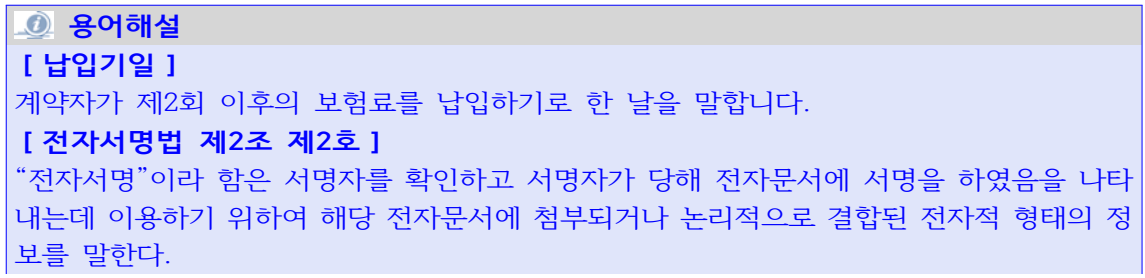 용어해설
[ 납입기일 ]
계약자가 제2회 이후의 보험료를 납입하기로 한 날을 말합니다.
[ 전자서명법 제2조 제2호 ]
“전자서명”이라 함은 서명자를 확인하고 서명자가 당해 전자문서에 서명을 하였음을 나타
내는데 이용하기 위하여 해당 전자문서에 첨부되거나 논리적으로 결합된 전자적 형태의 정
보를 말한다.